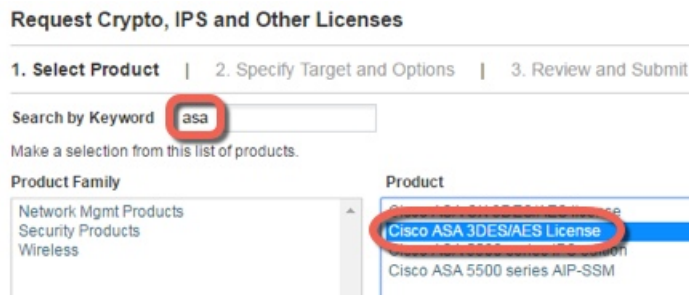 Request Crypto, IPS and Other Licenses
1. Select Product | 2. Specify Target and Options | 3. Review and Submit
Search by Keyword asa
Make a selection from this list of products.
Product Family Product
Network Mgmt Products
Security Products
Wireless
Cisco ASA 3DES/AES License
Cisco ASA 5500 series AIP-SSM